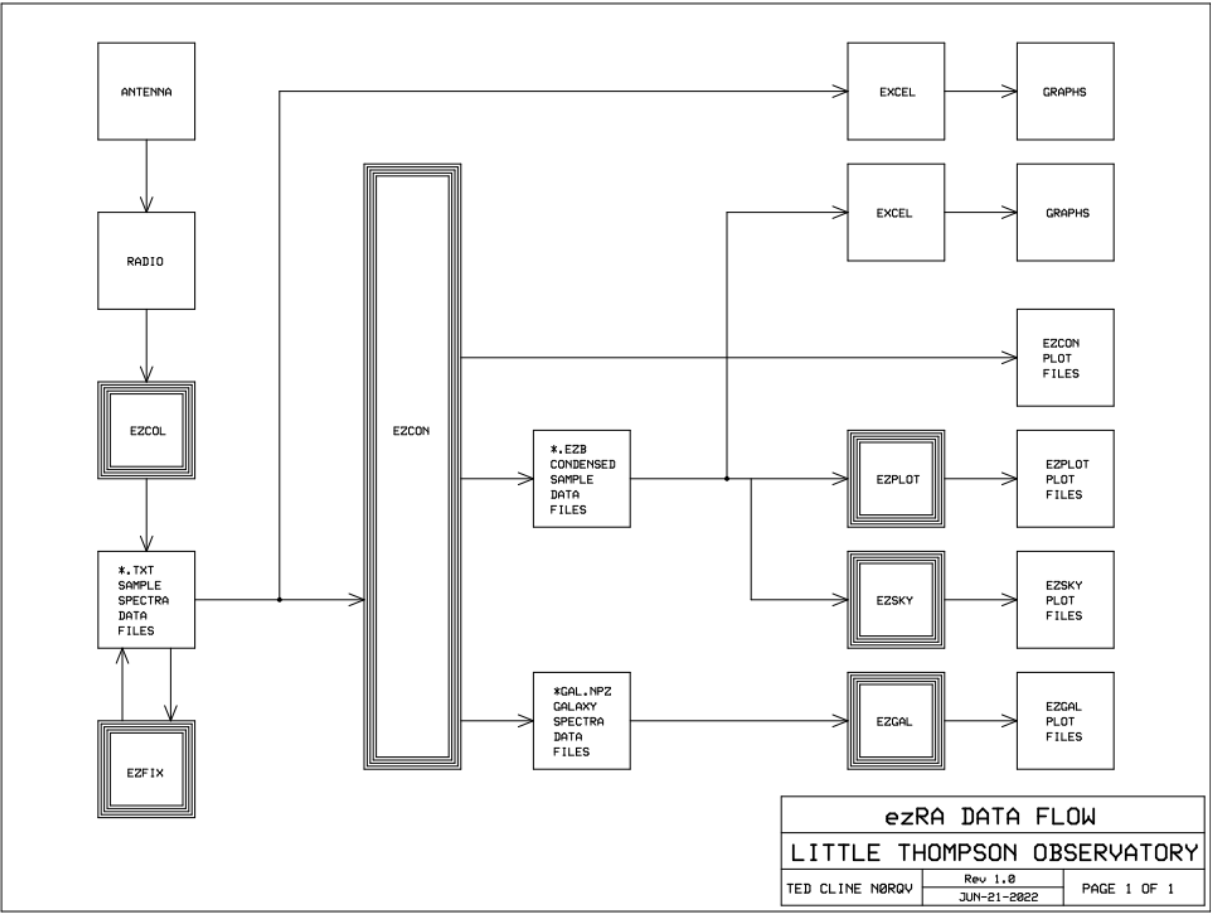 ANTENNA
EXCEL
GRAPHS
EXCEL
GRAPHS
RADIO
EZCON
PLOT
FILES
EZCOL
EZCON
*.EZB
CONDENSED
SAMPLE
DATA
FILES
EZPLOT
EZPLOT
PLOT
FILES
*.TXT
SAMPLE
SPECTRA
DATA
FILES
EZSKY
EZSKY
PLOT
FILES
*GAL.NPZ
GALAXY
SPECTRA
DATA
FILES
EZGAL
EZGAL
PLOT
FILES
EZFIX
ezRA DATA FLOW
LITTLE THOMPSON OBSERVATORY
TED CLINE NØRQV
Rev 1.0
JUN-21-2022
PAGE 1 OF 1